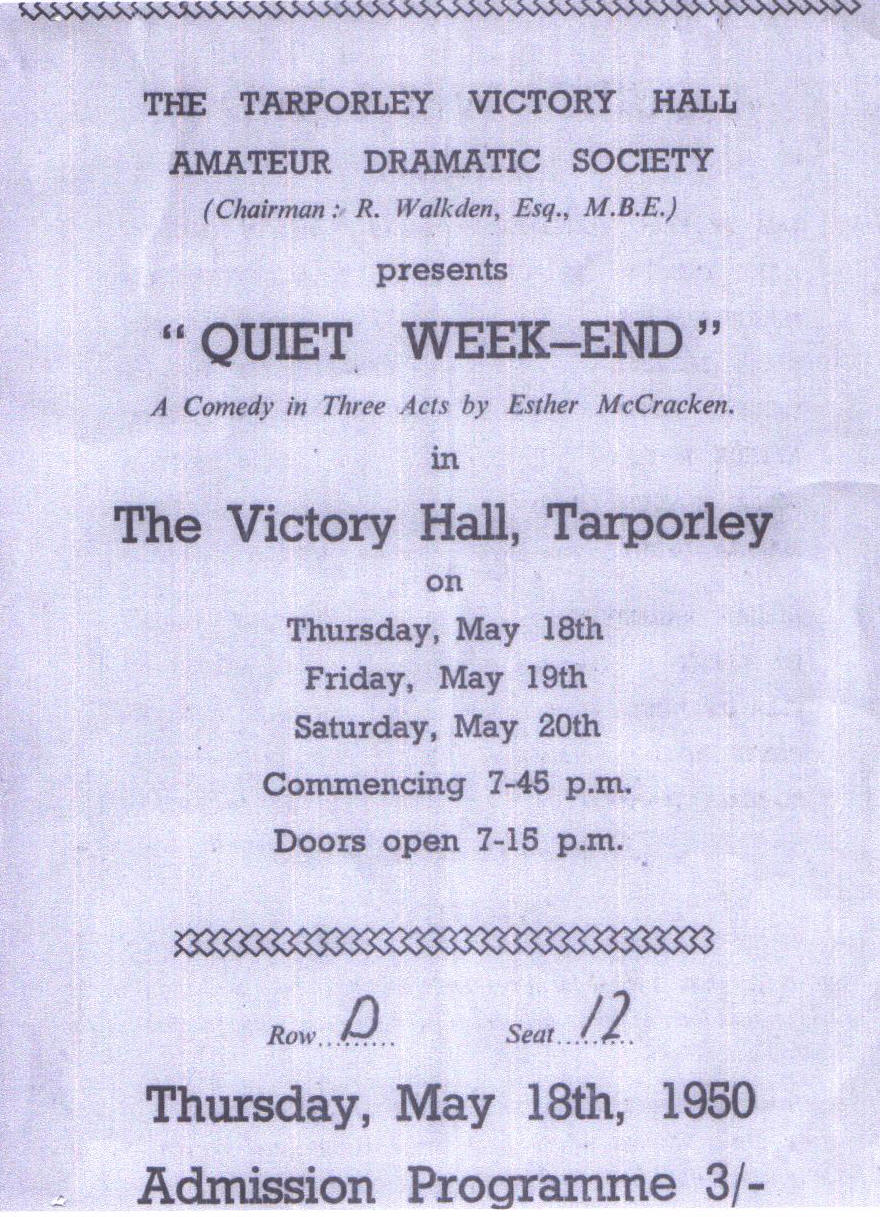 THE TARPORLEY VICTORY HALL
AMATEUR DRAMATIC SOCIETY
(Chairman : R. Walkden, Esq., M.B.E.)
presents
“ QUIET WEEK—END ”
A Comedy in Three Acts by Esther McCracken.
in
The Victory Hall, Tarporley
on
Thursday, May 18th
Friday, May 19th
Saturday, May 20th
Commencing 7-45 p.m.
Doors open 7-15 p.m.
Row.. D ........ Seat.. 12 ........
Thursday, May 18th, 1950
Admission Programme 3/-